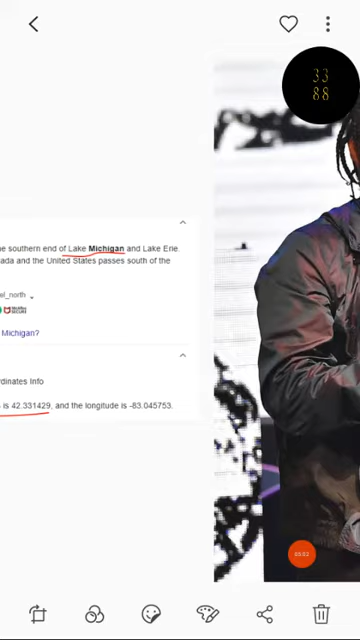 33
88
e southern end of Lake Michigan and Lake Erie
ada and the United States passes south of the
el_north
Michigan?
rdinates Info
is 42.331429, and the longitude is -83.045753.